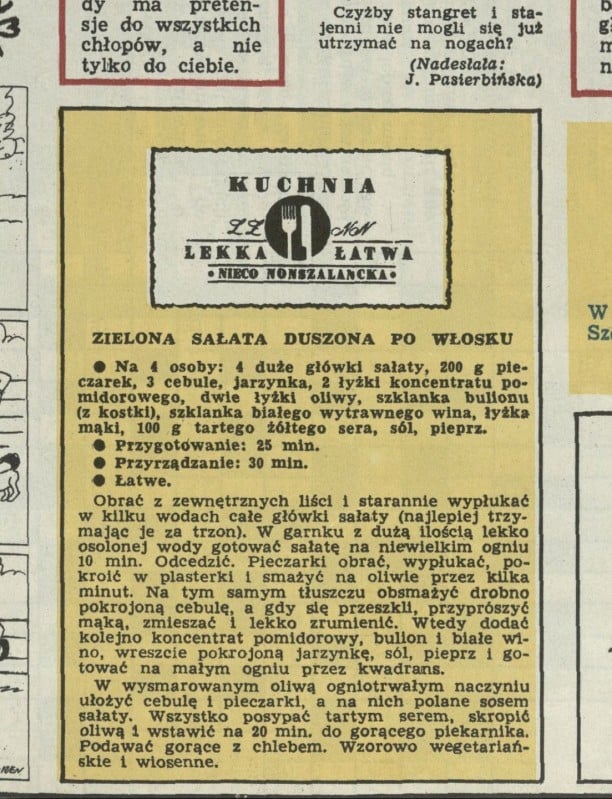 dy ma preten-
sje do wszystkich
chłopów, a nie
tylko do ciebie.
Czyżby stangret i sta-
jenni nie mogli się już
utrzymać na nogach?
(Nadesłała:
J. Pasierbińska)
KUCHNIA
ŁŁ NN
LEKKA ŁATWA
• NIECO NONSZALANCKA •
ZIELONA SAŁATA DUSZONA PO WŁOSKU
● Na 4 osoby: 4 duże główki sałaty, 200 g pie-
czarek, 3 cebule, jarzynka, 2 łyżki koncentratu po-
midorowego, dwie łyżki oliwy, szklanka bulionu
(z kostki), szklanka białego wytrawnego wina, łyżka
mąki, 100 g tartego żółtego sera, sól, pieprz.
● Przygotowanie: 25 min.
● Przyrządzanie: 30 min.
● Łatwe.
Obrać z zewnętrznych liści i starannie wypłukać
w kilku wodach całe główki sałaty (najlepiej trzy-
mając je za trzon). W garnku z dużą ilością lekko
osolonej wody gotować sałatę na niewielkim ogniu
10 min. Odcedzić. Pieczarki obrać, wypłukać, po-
kroić w plasterki i smażyć na oliwie przez kilka
minut. Na tym samym tłuszczu obsmażyć drobno
pokrojoną cebulę, a gdy się przeszkli, przyprószyć
mąką, zmieszać i lekko zrumienić. Wtedy dodać
kolejno koncentrat pomidorowy, bulion i białe wi-
no, wreszcie pokrojoną jarzynkę, sól, pieprz i go-
tować na małym ogniu przez kwadrans.
W wysmarowanym oliwą ogniotrwałym naczyniu
ułożyć cebulę i pieczarki, a na nich polane sosem
sałaty. Wszystko posypać tartym serem, skropić
oliwą i wstawić na 20 min. do gorącego piekarnika.
Podawać gorące z chlebem. Wzorowo wegetariań-
skie i wiosenne.
W